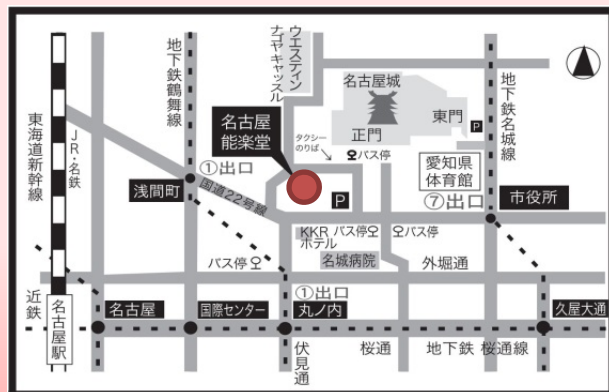 ウエスティン
ナゴヤキャッスル
地下鉄鶴舞線
名古屋城
東門
正門
P
地下鉄名城線
名古屋
能楽堂
タクシー
のりば
バス停
愛知県
体育館
東海道新幹線
JR・名鉄
①出口
浅間町
国道22号線
P
⑦出口
市役所
KKR
ホテル
バス停
バス停
名城病院
外堀通
バス停
①出口
近鉄
名古屋駅
名古屋
国際センター
丸ノ内
久屋大通
伏見通
桜通
地下鉄 桜通線